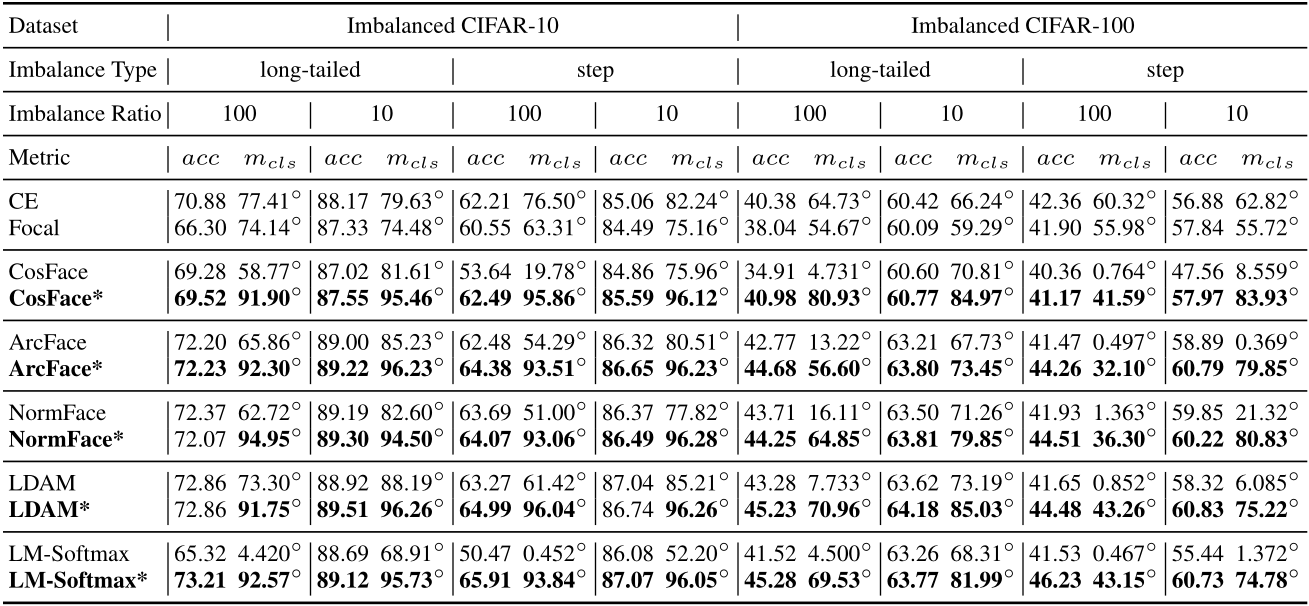 Dataset Imbalanced CIFAR-10 Imbalanced CIFAR-100
Imbalance Type long-tailed step long-tailed step
Imbalance Ratio 100 10 100 10 100 10 100 10
Metric acc m_cls acc m_cls acc m_cls acc m_cls acc m_cls acc m_cls acc m_cls acc m_cls
CE 70.88 77.41° 88.17 79.63° 62.21 76.50° 85.06 82.24° 40.38 64.73° 60.42 66.24° 42.36 60.32° 56.88 62.82°
Focal 66.30 74.14° 87.33 74.48° 60.55 63.31° 84.49 75.16° 38.04 54.67° 60.09 59.29° 41.90 55.98° 57.84 55.72°
CosFace 69.28 58.77° 87.02 81.61° 53.64 19.78° 84.86 75.96° 34.91 4.731° 60.60 70.81° 40.36 0.764° 47.56 8.559°
CosFace* 69.52 91.90° 87.55 95.46° 62.49 95.86° 85.59 96.12° 40.98 80.93° 60.77 84.97° 41.17 41.59° 57.97 83.93°
ArcFace 72.20 65.86° 89.00 85.23° 62.48 54.29° 86.32 80.51° 42.77 13.22° 63.21 67.73° 41.47 0.497° 58.89 0.369°
ArcFace* 72.23 92.30° 89.22 96.23° 64.38 93.51° 86.65 96.23° 44.68 56.60° 63.80 73.45° 44.26 32.10° 60.79 79.85°
NormFace 72.37 62.72° 89.19 82.60° 63.69 51.00° 86.37 77.82° 43.71 16.11° 63.50 71.26° 41.93 1.363° 59.85 21.32°
NormFace* 72.07 94.95° 89.30 94.50° 64.07 93.06° 86.49 96.28° 44.25 64.85° 63.81 79.85° 44.51 36.30° 60.22 80.83°
LDAM 72.86 73.30° 88.92 88.19° 63.27 61.42° 87.04 85.21° 43.28 7.733° 63.62 73.19° 41.65 0.852° 58.32 6.085°
LDAM* 72.86 91.75° 89.51 96.26° 64.99 96.04° 86.74 96.26° 45.23 70.96° 64.18 85.03° 44.48 43.26° 60.83 75.22°
LM-Softmax 65.32 4.420° 88.69 68.91° 50.47 0.452° 86.08 52.20° 41.52 4.500° 63.26 68.31° 41.53 0.467° 55.44 1.372°
LM-Softmax* 73.21 92.57° 89.12 95.73° 65.91 93.84° 87.07 96.05° 45.28 69.53° 63.77 81.99° 46.23 43.15° 60.73 74.78°